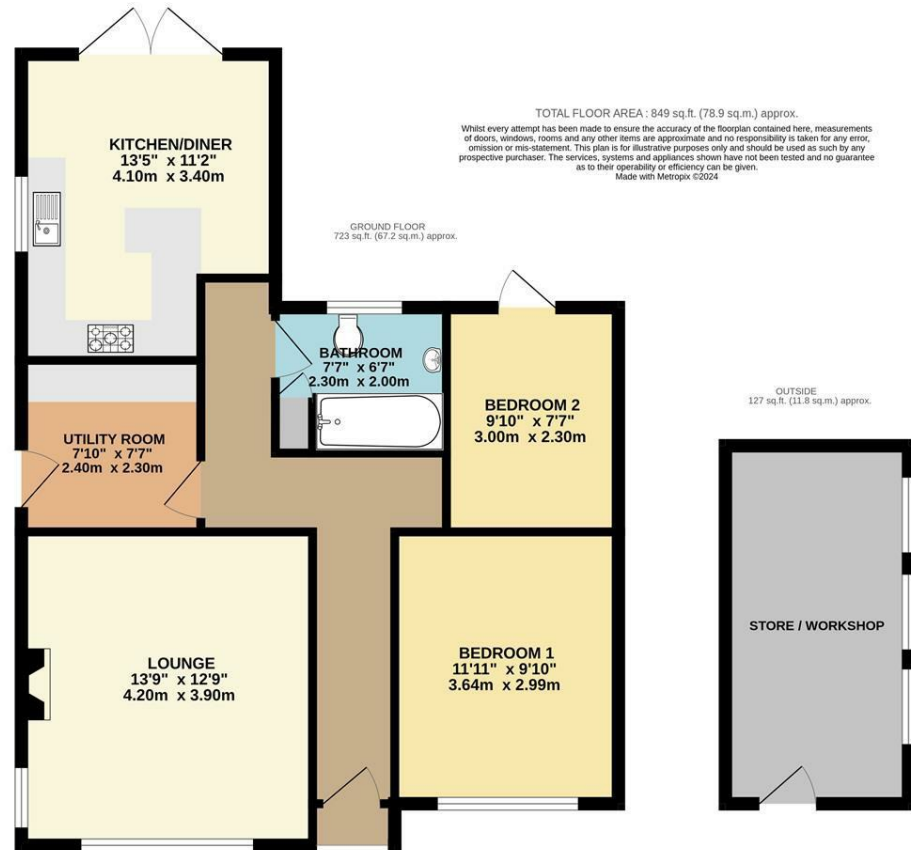 TOTAL FLOOR AREA : 849 sq.ft. (78.9 sq.m.) approx.
Whilst every attempt has been made to ensure the accuracy of the floorplan contained here, measurements
of doors, windows, rooms and any other items are approximate and no responsibility is taken for any error,
omission or mis-statement. This plan is for illustrative purposes only and should be used as such by any
prospective purchaser. The services, systems and appliances shown have not been tested and no guarantee
as to their operability or efficiency can be given.
Made with Metropix ©2024
KITCHEN/DINER
13'5" x 11'2"
4.10m x 3.40m
GROUND FLOOR
723 sq.ft. (67.2 sq.m.) approx.
BATHROOM
7'7" x 6'7"
2.30m x 2.00m
BEDROOM 2
9'10" x 7'7"
3.00m x 2.30m
OUTSIDE
127 sq.ft. (11.8 sq.m.) approx.
UTILITY ROOM
7'10" x 7'7"
2.40m x 2.30m
LOUNGE
13'9" x 12'9"
4.20m x 3.90m
BEDROOM 1
11'11" x 9'10"
3.64m x 2.99m
STORE / WORKSHOP